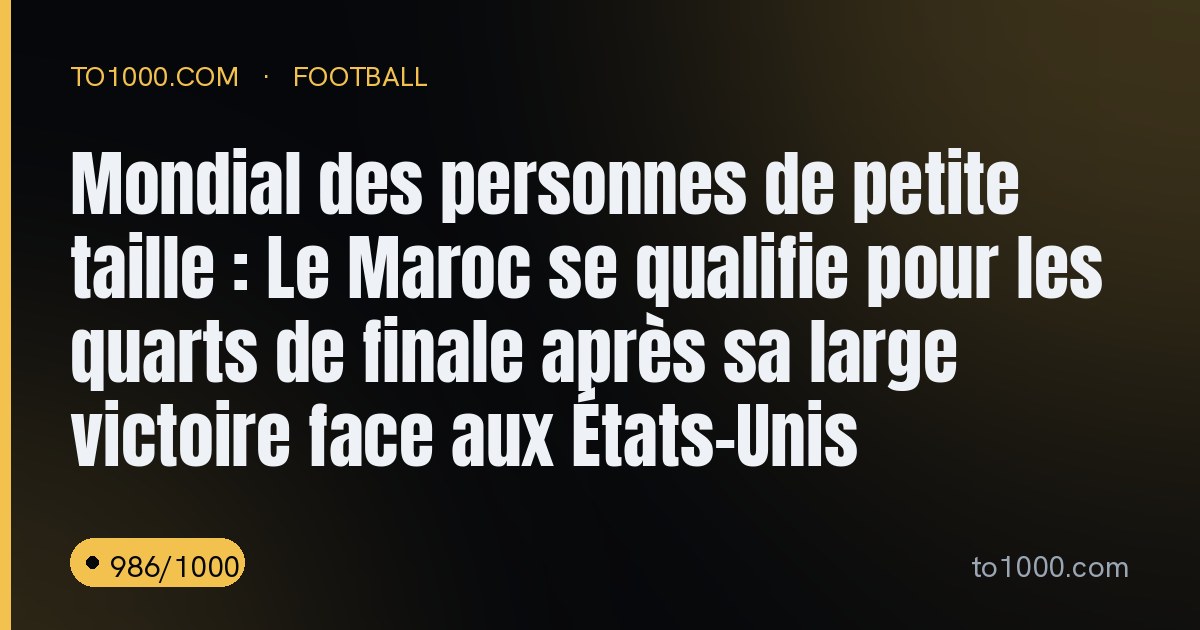 TO1000.COM · FOOTBALL
Mondial des personnes de petite
taille : Le Maroc se qualifie pour les
quarts de finale après sa large
victoire face aux États-Unis
986/1000
to1000.com